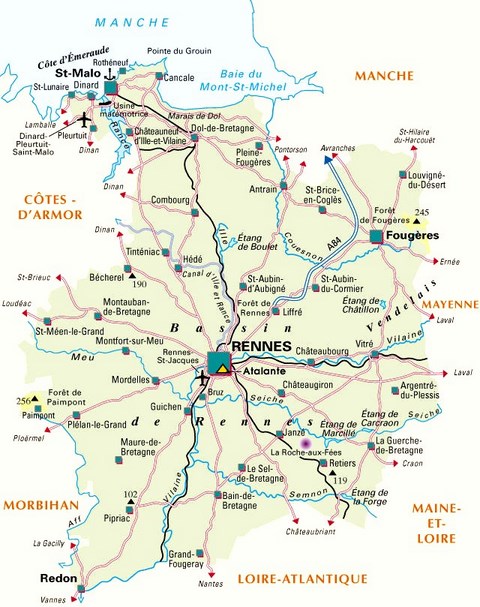 MANCHE
Côte d'Émeraude
Rothéneuf
Pointe du Grouin
St-Malo
Cancale
Baie du
Mont-St-Michel
MANCHE
St-Lunaire
Dinard
Usine
marémotrice
Marais de Dol
Lamballe
Dinard-
Pleurtuit-
Saint-Malo
Pleurtuit
Rance
Châteauneuf
d'Ille-et-Vilaine
Dol-de-Bretagne
Dinan
Pleine-
Fougères
Pontorson
Avranches
St-Hilaire
du-Harcouët
Dinan
Antrain
St-Brice-
en-Coglès
Louvigné-
du-Désert
CÔTES -
D'ARMOR
Combourg
Forêt
de Fougères
245
Fougères
Dinan
Ille
Étang
de Boulet
Couesnon
A84
Tinténiac
Hédé
Ernée
St-Brieuc
Bécherel
190
Canal d'Ille et Rance
St-Aubin-
d'Aubigné
St-Aubin-
du-Cormier
Loudéac
Montauban-
de-Bretagne
Forêt de
Rennes
Liffré
Étang de
Châtillon
Vendelais
MAYENNE
St-Méen-le-Grand
Bassin
Laval
Montfort-sur-Meu
Meu
Rennes-
St-Jacques
RENNES
Châteaubourg
Vitré
Vilaine
Atalante
Laval
Mordelles
Bruz
Châteaugiron
Argentré-
du-Plessis
256
Forêt de
Paimpont
Paimpont
Guichen
Seiche
Étang de
Carcraon
Seiche
Ploërmel
Plélan-le-Grand
de Rennes
Étang de
Marcillé
Janzé
La Roche-aux-Fées
La Guerche-
de-Bretagne
Maure-de-
Bretagne
Craon
Le Sel-
de-Bretagne
Retiers
119
MORBIHAN
102
Vilaine
Semnon
Étang de
la Forge
Pipriac
Bain-de-
Bretagne
MAINE-
ET-
LOIRE
Aff
Châteaubriant
La Gacilly
Grand-
Fougeray
Redon
Nantes
LOIRE-ATLANTIQUE
Vannes